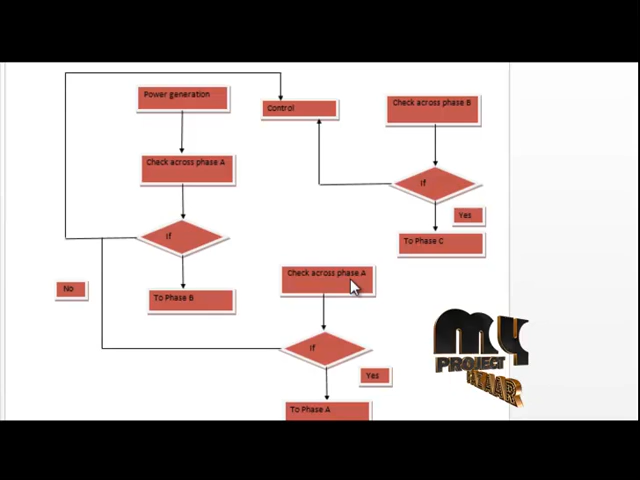 Power generation
Control
Check across phase B
Check across phase A
If
Yes
If
To Phase C
Check across phase A
No
To Phase B
If
Yes
To Phase A
MY
PROJECT
BAZAAR